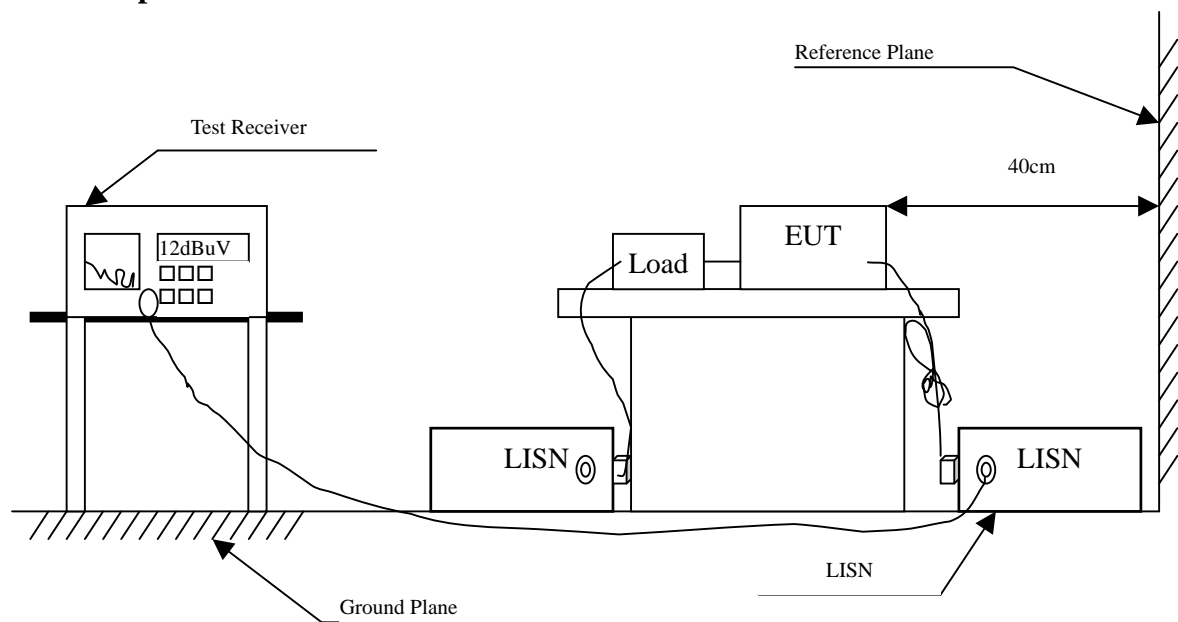 Reference Plane
Test Receiver
40cm
12dBuV
EUT
Load
LISN
LISN
LISN
Ground Plane